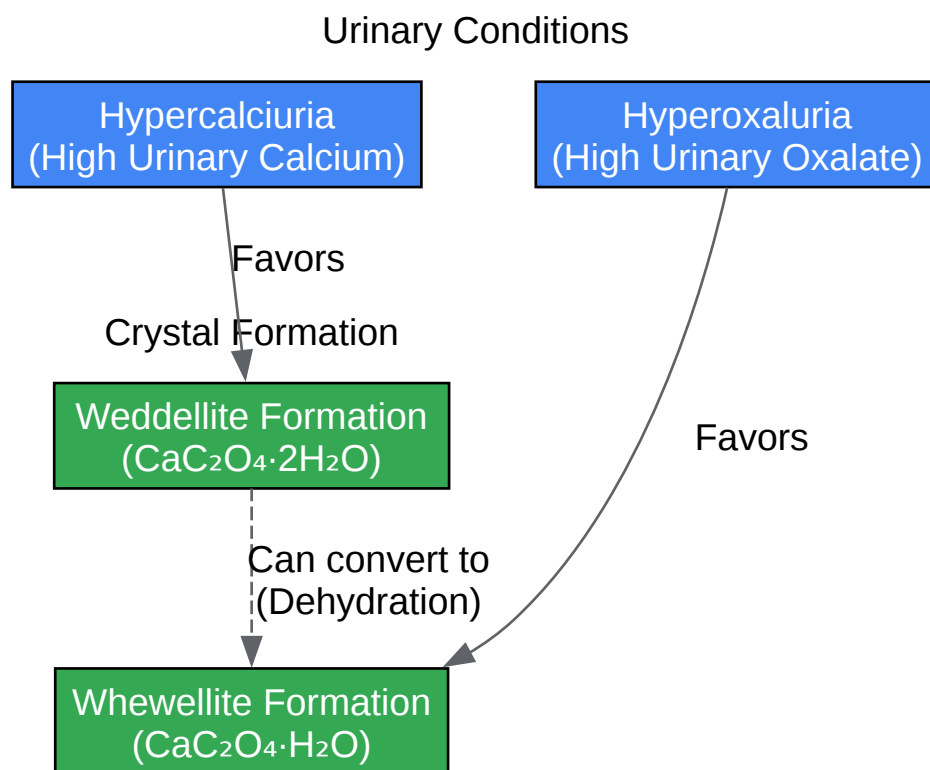 Urinary Conditions
Hypercalciuria
(High Urinary Calcium)
Hyperoxaluria
(High Urinary Oxalate)
Favors
Crystal Formation
Weddellite Formation
(CaC₂O₄·2H₂O)
Favors
Can convert to
(Dehydration)
Whewellite Formation
(CaC₂O₄·H₂O)